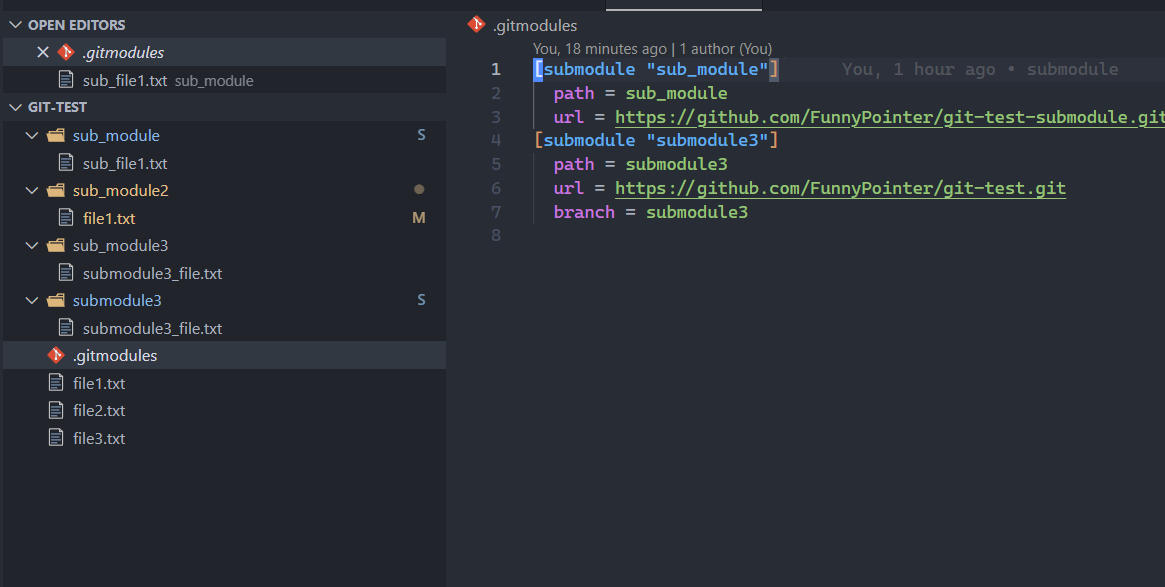 OPEN EDITORS
.gitmodules
sub_file1.txt sub_module
GIT-TEST
sub_module S
sub_file1.txt
sub_module2
file1.txt M
sub_module3
submodule3_file.txt
submodule3 S
submodule3_file.txt
.gitmodules
file1.txt
file2.txt
file3.txt
.gitmodules
You, 18 minutes ago | 1 author (You)
1 [submodule "sub_module"] You, 1 hour ago • submodule
2 path = sub_module
3 url = https://github.com/FunnyPointer/git-test-submodule.git
4 [submodule "submodule3"]
5 path = submodule3
6 url = https://github.com/FunnyPointer/git-test.git
7 branch = submodule3
8